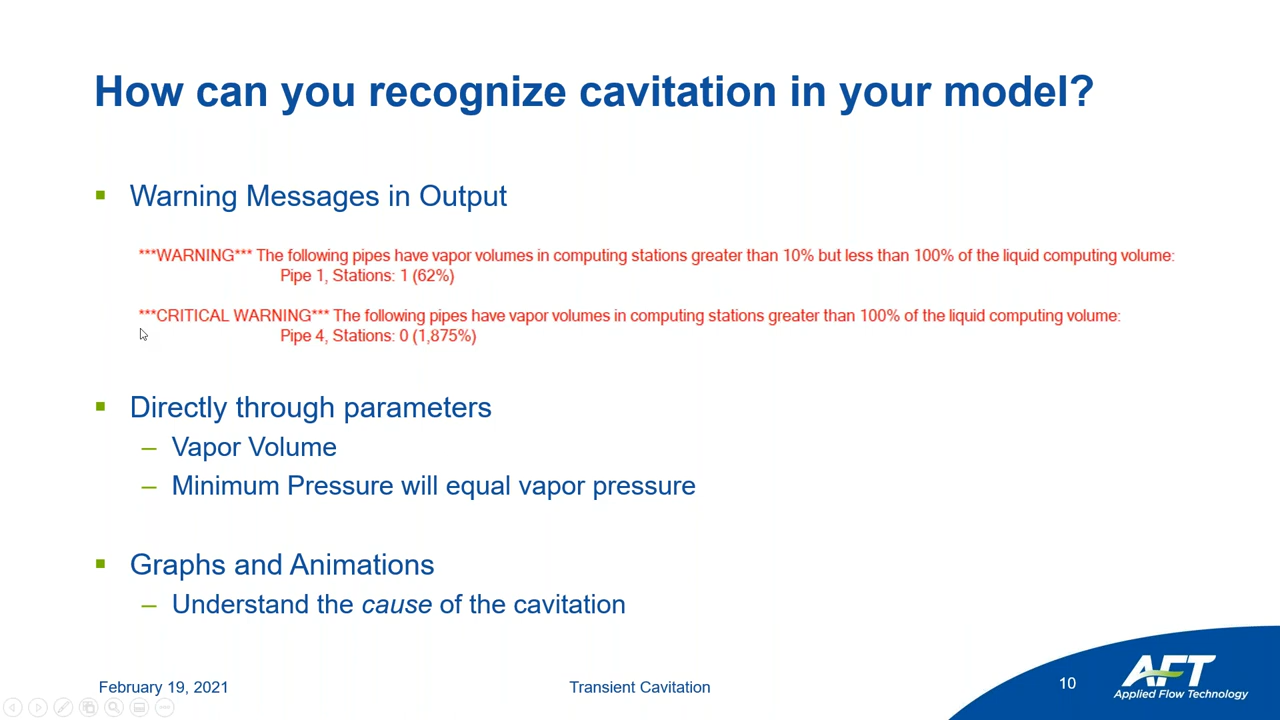 How can you recognize cavitation in your model?
Warning Messages in Output
***WARNING*** The following pipes have vapor volumes in computing stations greater than 10% but less than 100% of the liquid computing volume:
Pipe 1, Stations: 1 (62%)
***CRITICAL WARNING*** The following pipes have vapor volumes in computing stations greater than 100% of the liquid computing volume:
Pipe 4, Stations: 0 (1,875%)
Directly through parameters
– Vapor Volume
– Minimum Pressure will equal vapor pressure
Graphs and Animations
– Understand the cause of the cavitation
February 19, 2021
Transient Cavitation
10
AFT
Applied Flow Technology